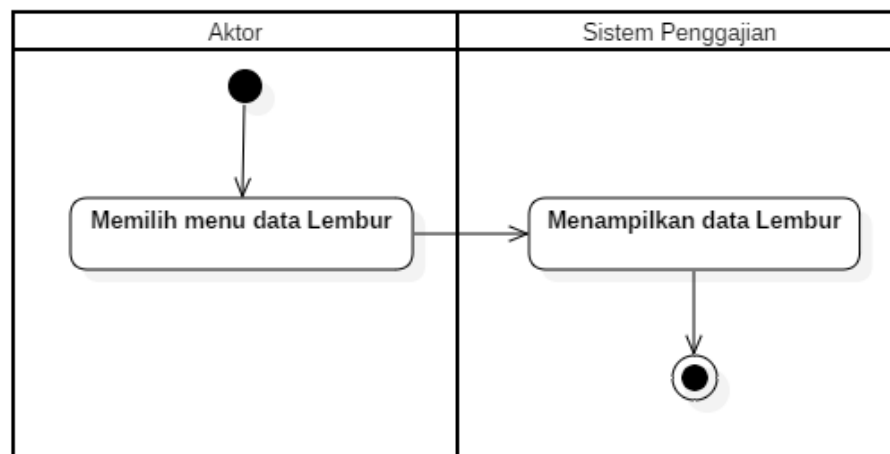 Aktor
Sistem Penggajian
Memilih menu data Lembur
Menampilkan data Lembur